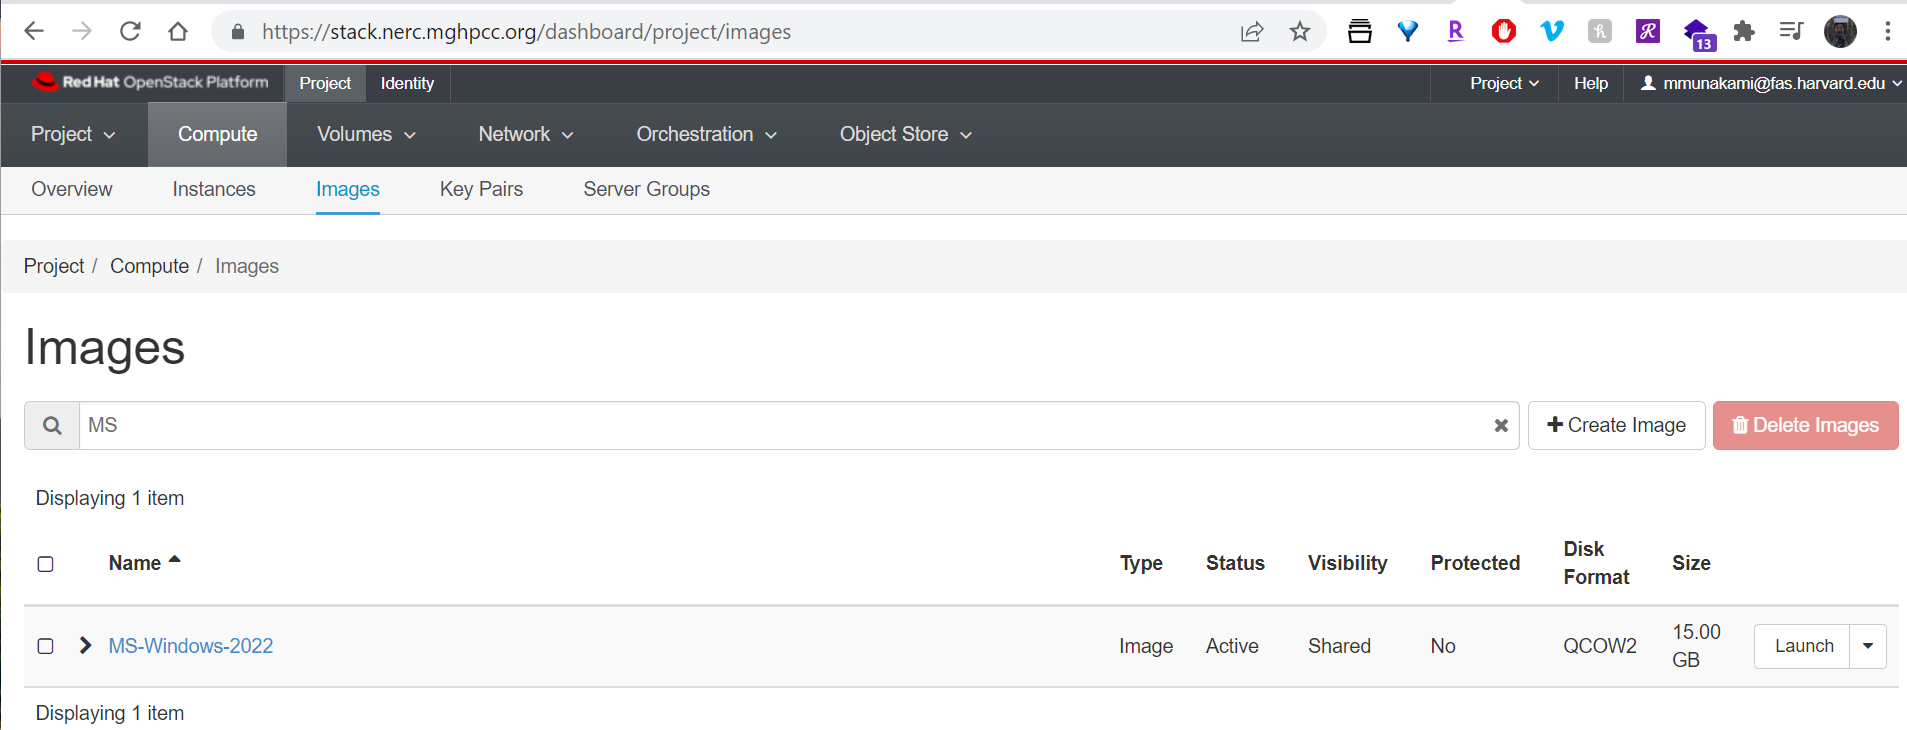 https://stack.nerc.mghpcc.org/dashboard/project/images
13
Red Hat OpenStack Platform Project Identity Project Help mmunakami@fas.harvard.edu
Project Compute Volumes Network Orchestration Object Store
Overview Instances Images Key Pairs Server Groups
Project / Compute / Images
Images
MS Create Image Delete Images
Displaying 1 item
Name Type Status Visibility Protected Disk Format Size
MS-Windows-2022 Image Active Shared No QCOW2 15.00 GB Launch
Displaying 1 item